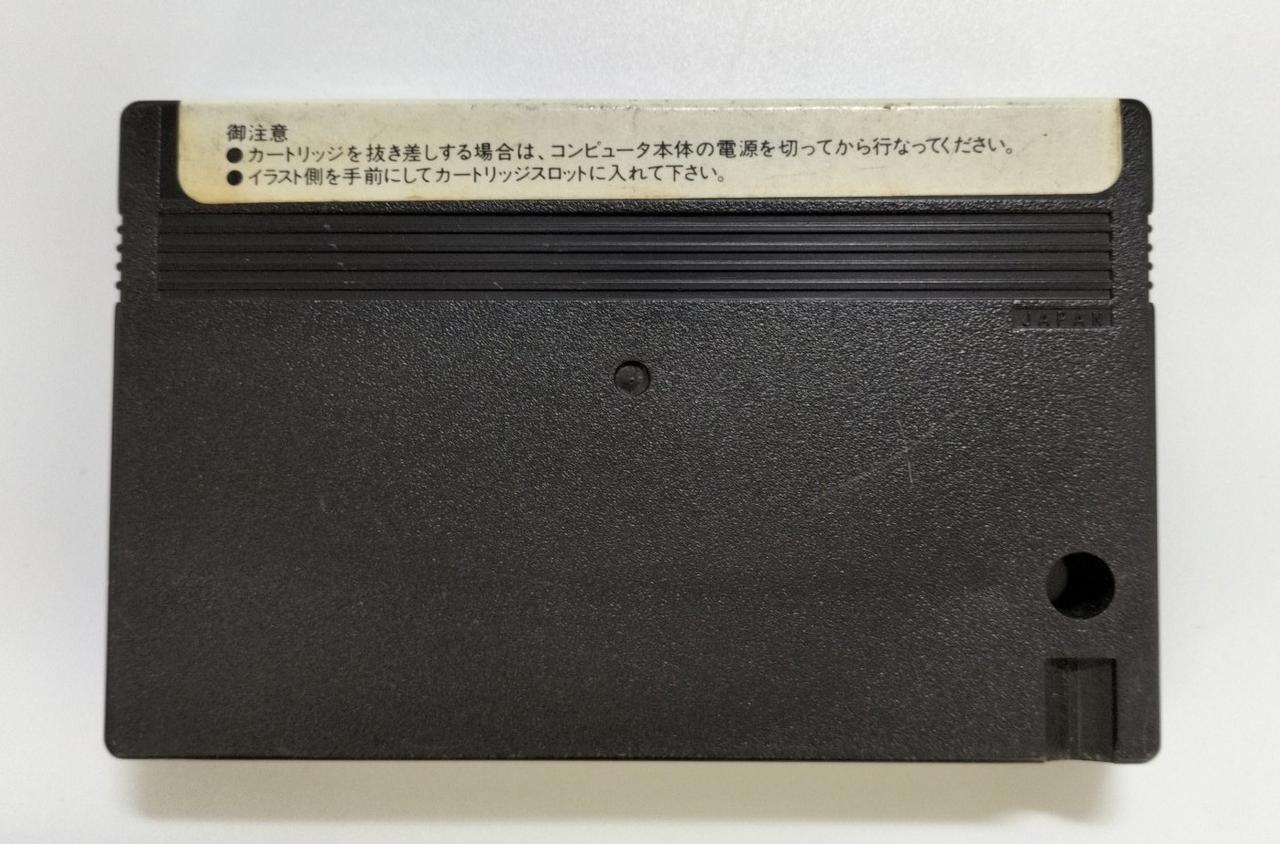 御注意
●カートリッジを抜き差しする場合は、コンピュータ本体の電源を切ってから行なってください。
●イラスト側を手前にしてカートリッジスロットに入れて下さい。
JAPAN